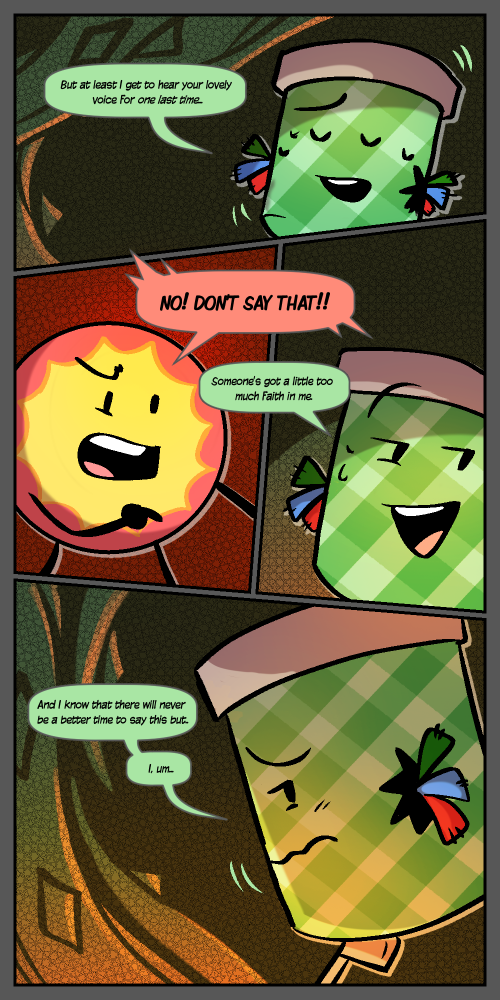 But at least I get to hear your lovely
voice for one last time..
NO! DON'T SAY THAT!!
Someone's got a little too
much Faith in me.
And I know that there will never
be a better time to say this but.
I, um...